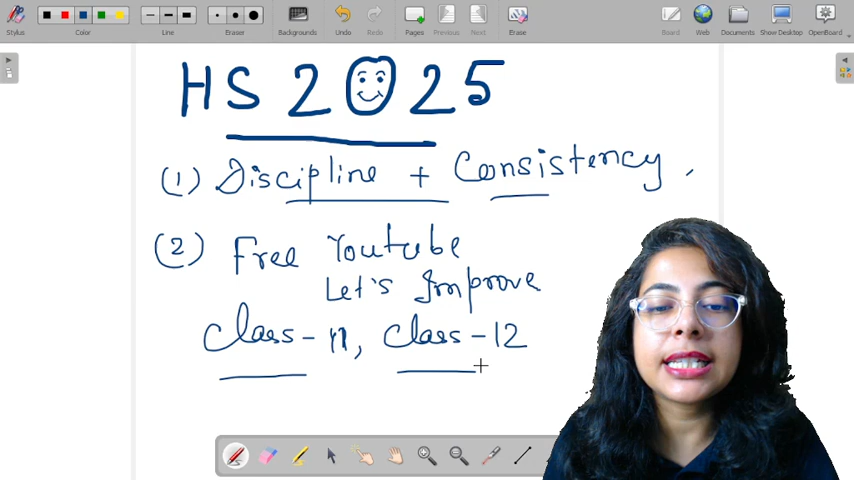 Stylus Color Line Eraser Backgrounds Undo Redo Pages Previous Next Erase Board Web Documents Show Desktop OpenBoard
HS 2025
(1) Discipline + Consistency.
(2) Free Youtube
Let's Improve
Class-11, Class-12